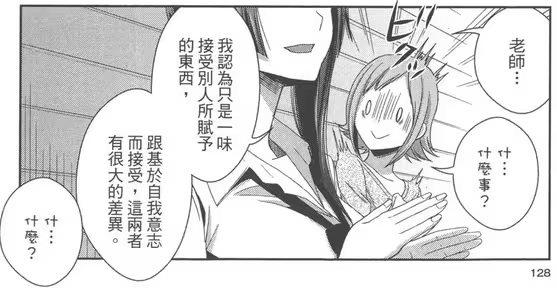 老師…
什…
什麼事？
我認為只是一味
接受別人所賦予
的東西，
跟基於自我意志
而接受，這兩者
有很大的差異。
什…
什麼？
128